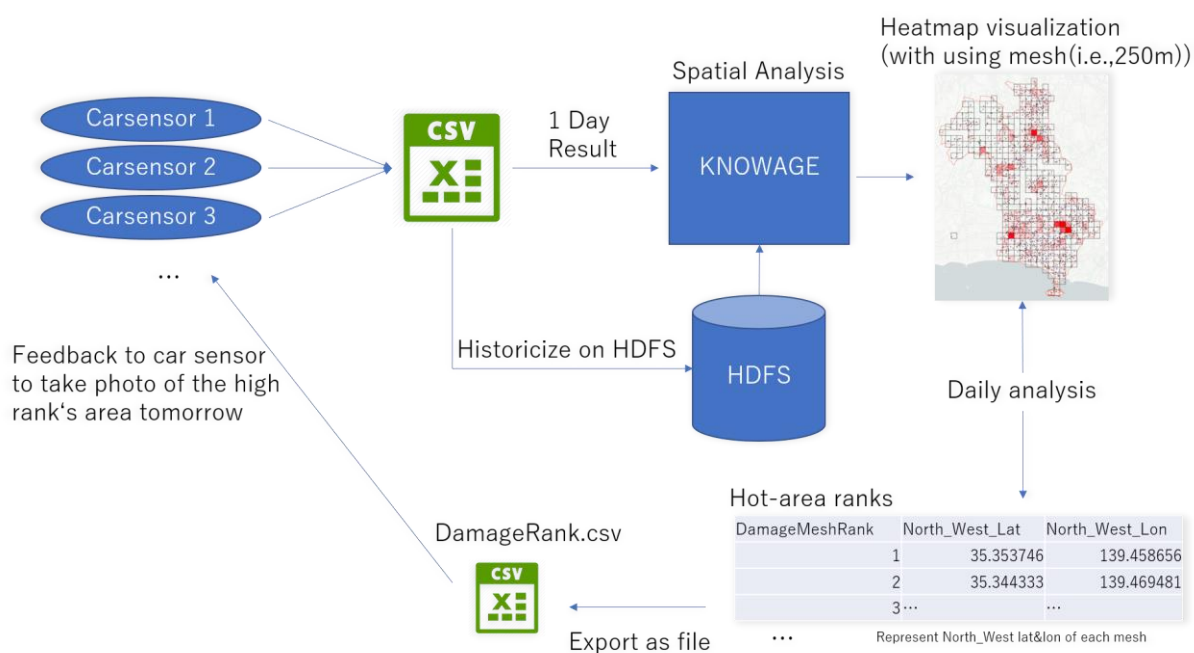 Heatmap visualization
(with using mesh(i.e.,250m))
Spatial Analysis
Carsensor 1
Carsensor 2
Carsensor 3
...
CSV
X
1 Day
Result
KNOWAGE
Historicize on HDFS
HDFS
Feedback to car sensor
to take photo of the high
rank‘s area tomorrow
Daily analysis
Hot-area ranks
DamageMeshRank North_West_Lat North_West_Lon
1 35.353746 139.458656
2 35.344333 139.469481
3 ... ...
... Represent North_West lat&lon of each mesh
DamageRank.csv
CSV
X
Export as file